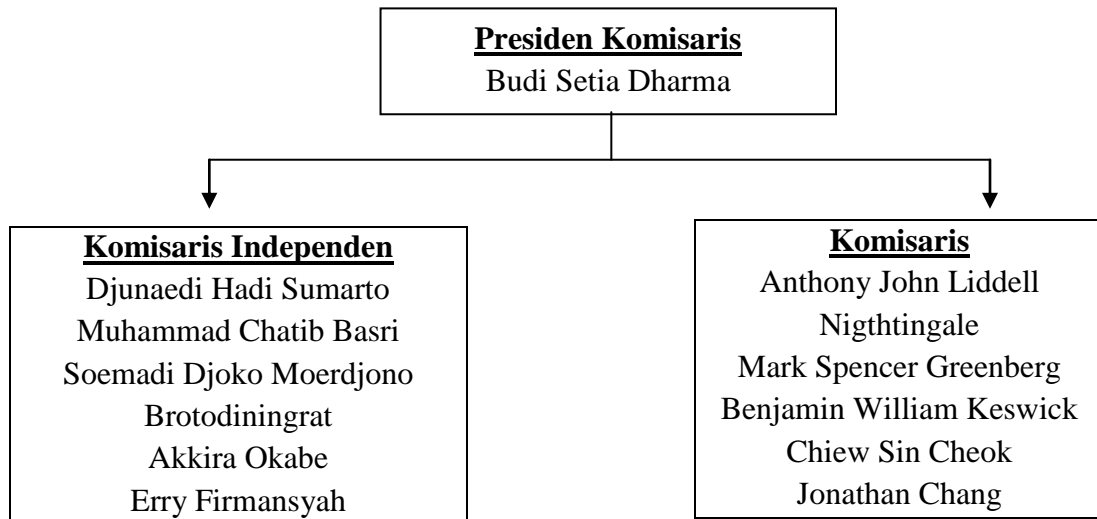 Presiden Komisaris
Budi Setia Dharma
Komisaris Independen
Djunaedi Hadi Sumarto
Muhammad Chatib Basri
Soemadi Djoko Moerdjono
Brotodiningrat
Akkira Okabe
Erry Firmansyah
Komisaris
Anthony John Liddell
Nigthtingale
Mark Spencer Greenberg
Benjamin William Keswick
Chiew Sin Cheok
Jonathan Chang